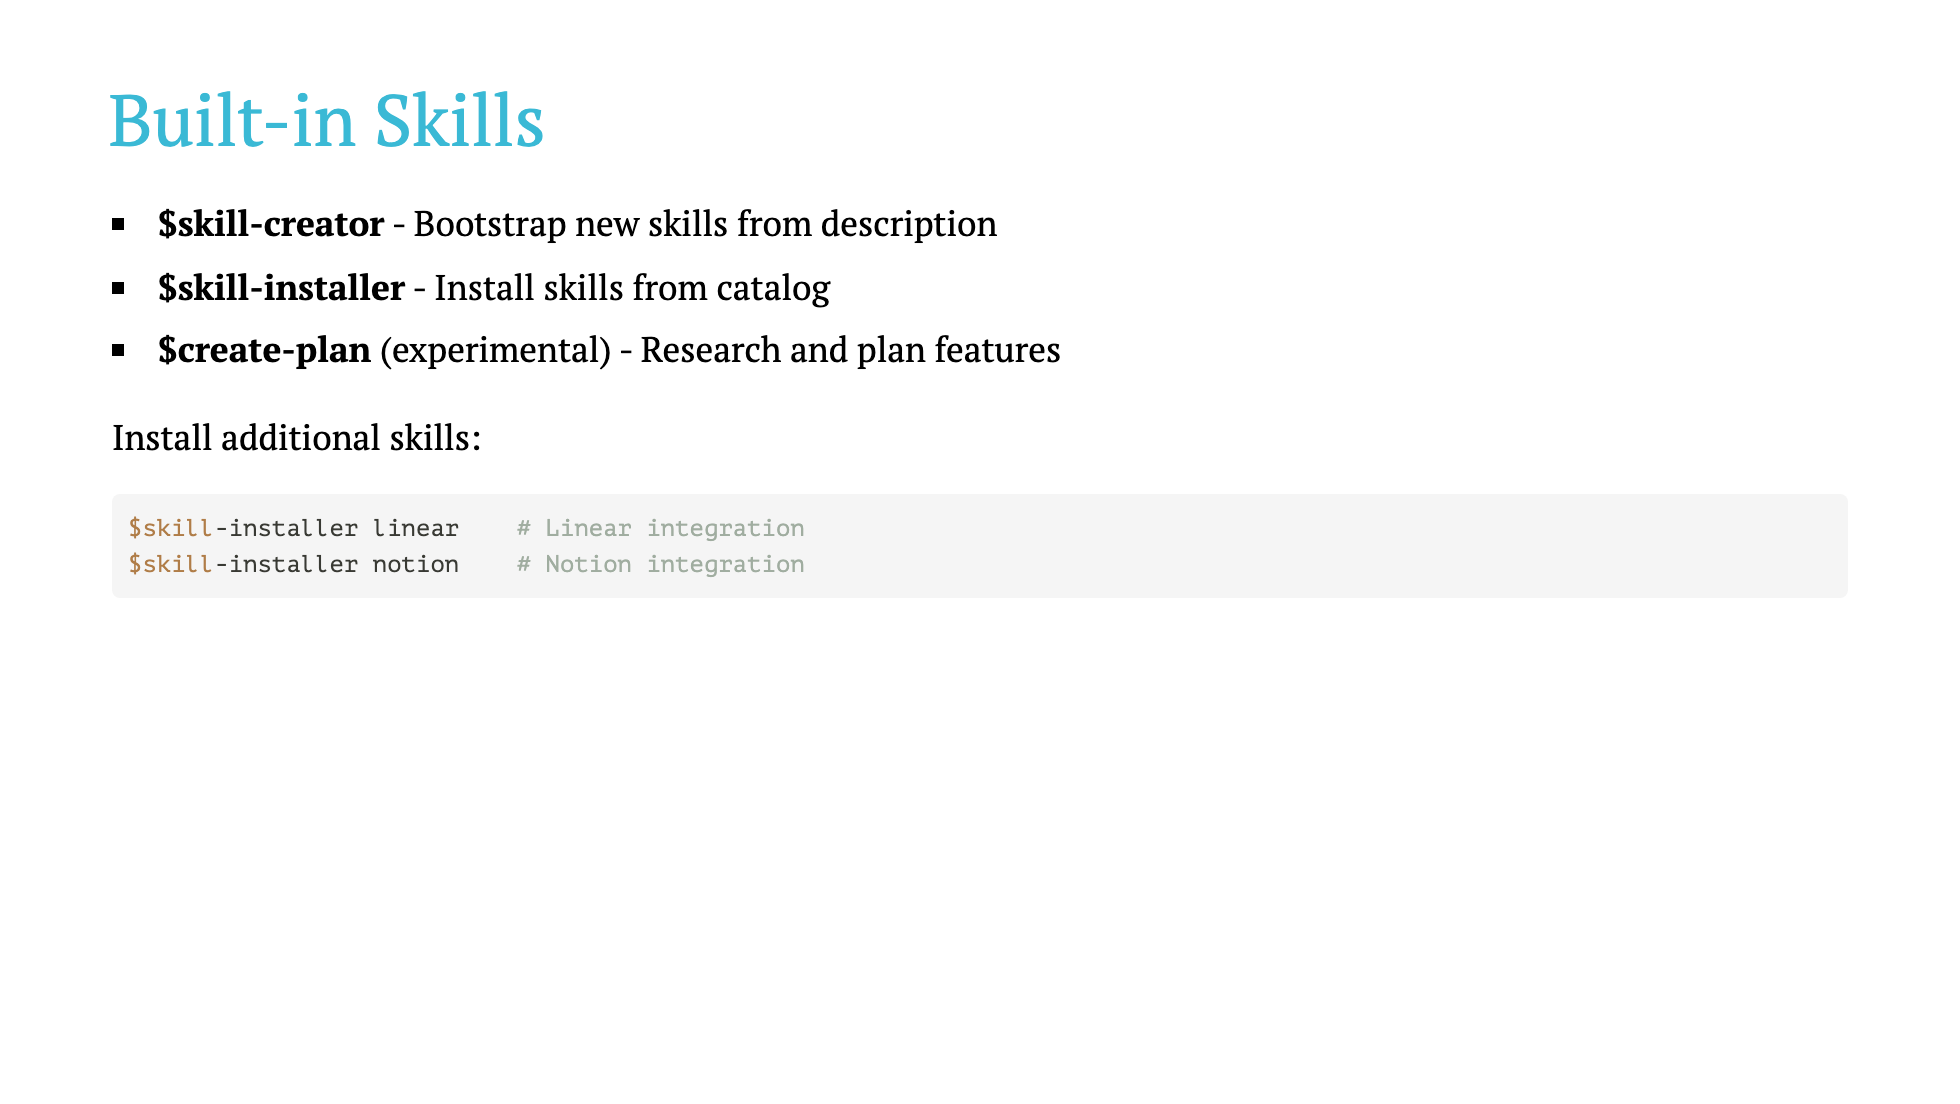 Built-in Skills
$skill-creator - Bootstrap new skills from description
$skill-installer - Install skills from catalog
$create-plan (experimental) - Research and plan features
Install additional skills:
$skill-installer linear    # Linear integration
$skill-installer notion    # Notion integration